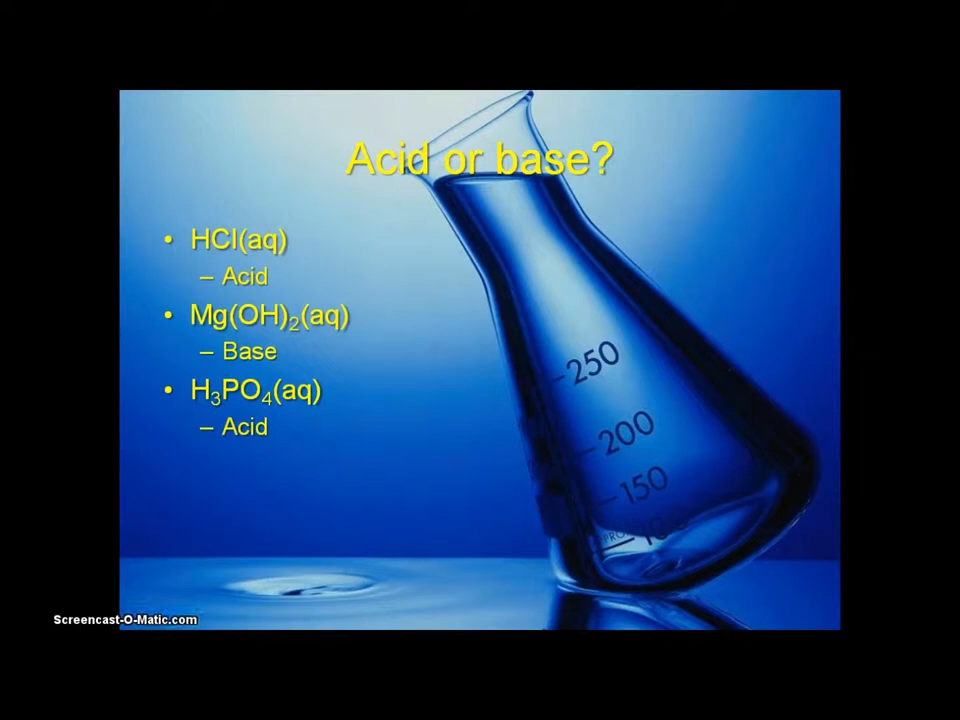 Acid or base?
• HCl(aq)
– Acid
• Mg(OH)₂(aq)
– Base
• H₃PO₄(aq)
– Acid
250
200
150
Screencast-O-Matic.com